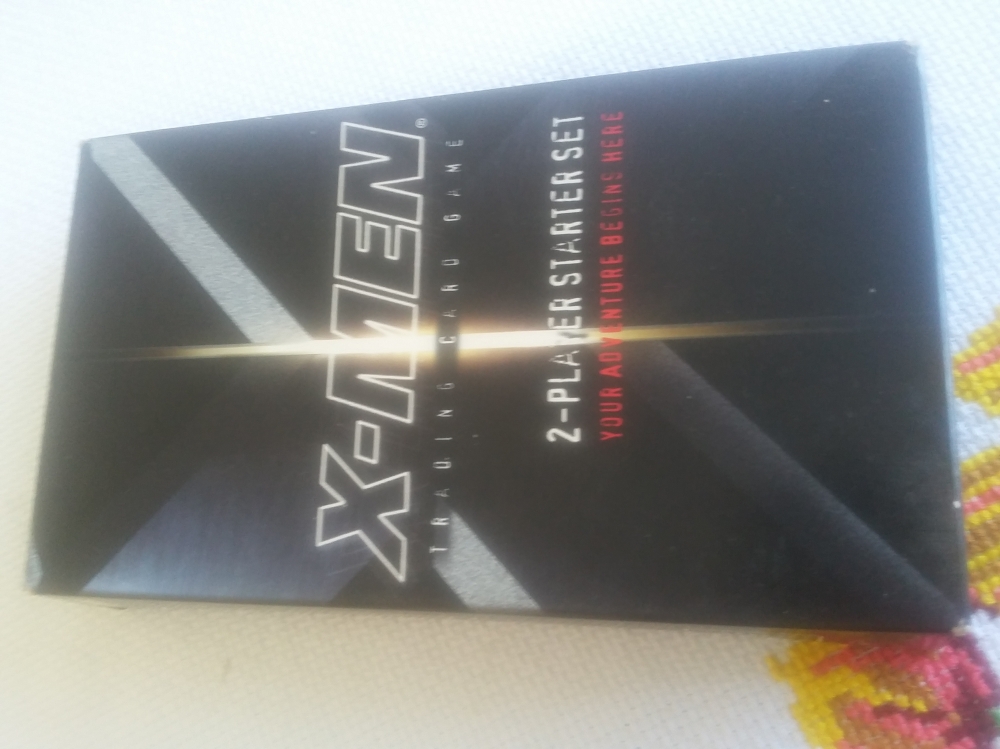 X-MEN®
TRADING CARD GAME
2-PLAYER STARTER SET
YOUR ADVENTURE BEGINS HERE